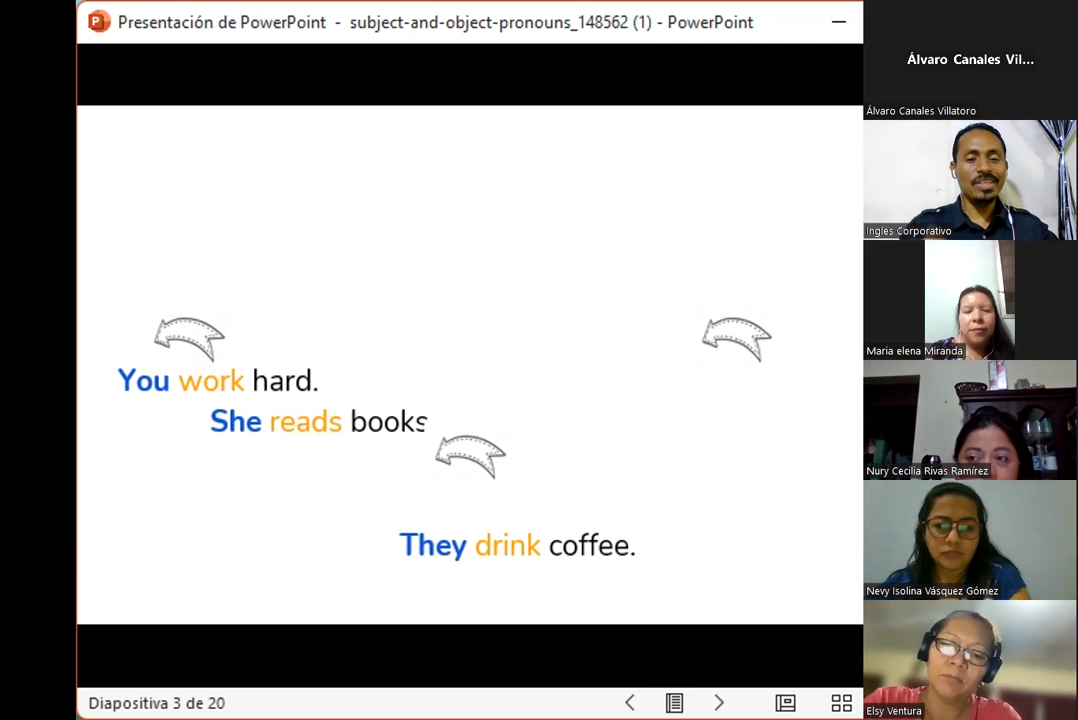 Presentación de PowerPoint - subject-and-object-pronouns_148562 (1) - PowerPoint
You work hard.
She reads books
They drink coffee.
Diapositiva 3 de 20
Álvaro Canales Vil...
Álvaro Canales Villatoro
Ingles Corporativo
Maria elena Miranda
Nury Cecilia Rivas Ramírez
Nevy Isolina Vásquez Gómez
Elsy Ventura